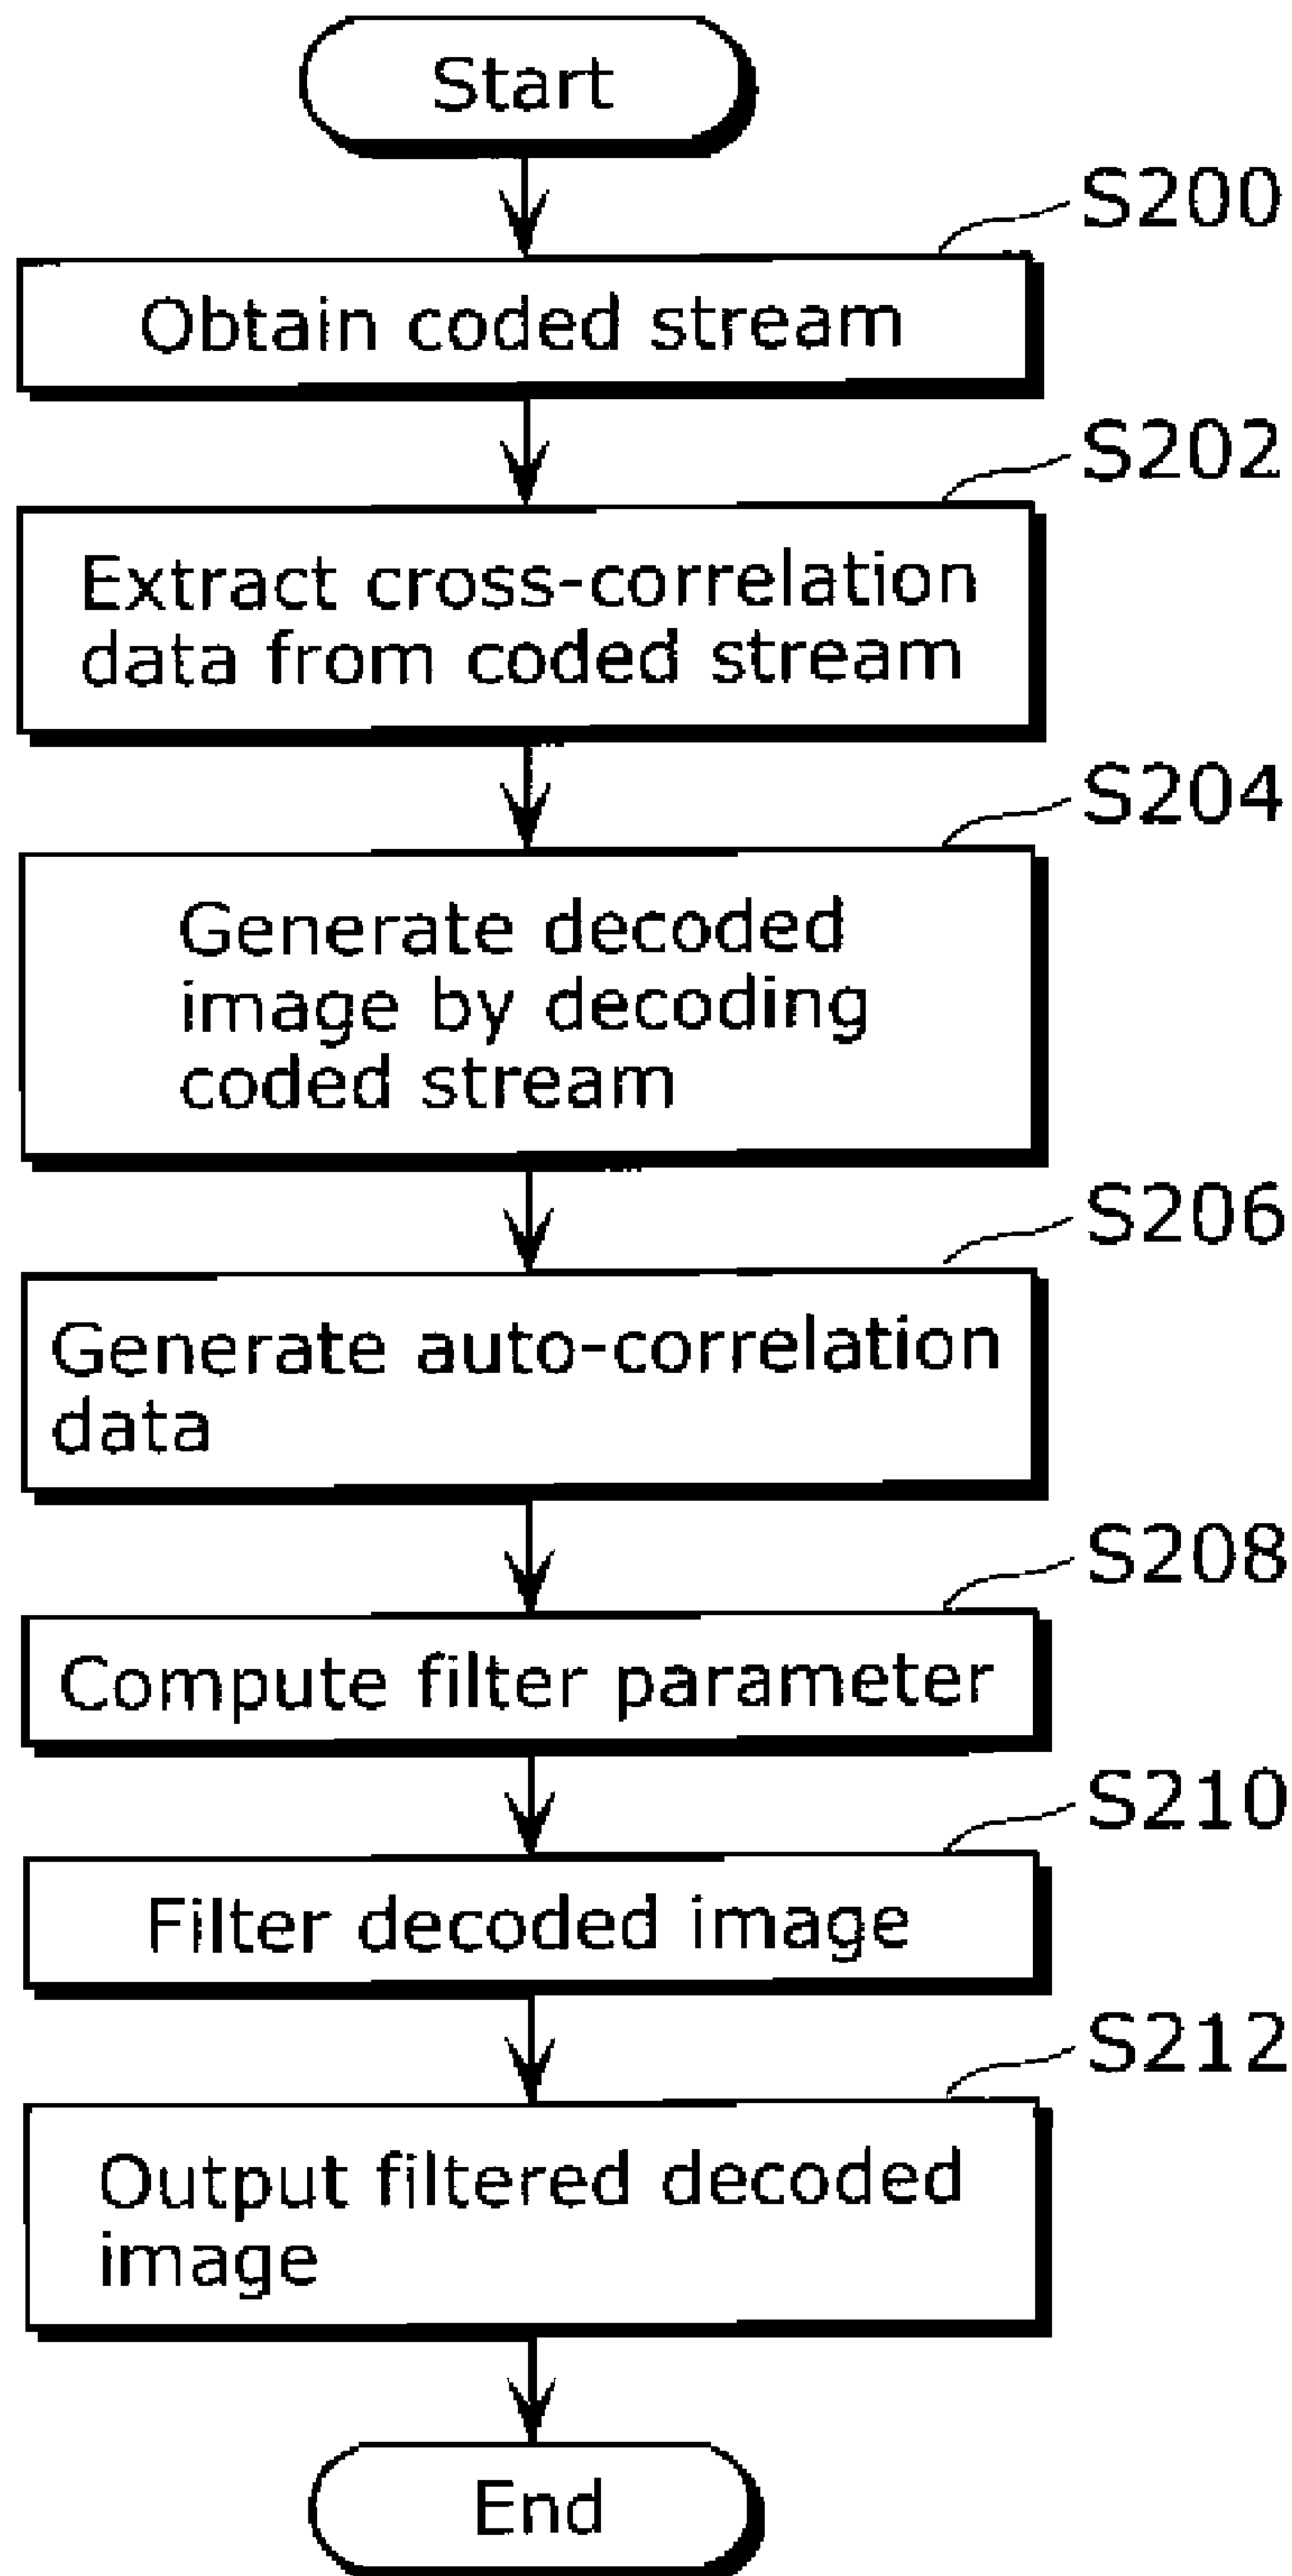 Start
S200
Obtain coded stream
S202
Extract cross-correlation
data from coded stream
S204
Generate decoded
image by decoding
coded stream
S206
Generate auto-correlation
data
S208
Compute filter parameter
S210
Filter decoded image
S212
Output filtered decoded
image
End